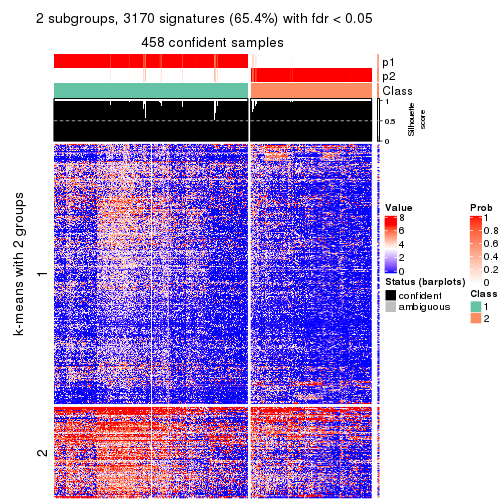 2 subgroups, 3170 signatures (65.4%) with fdr < 0.05
458 confident samples
p1
p2
Class
1
0.5
0
Silhouette
score
k-means with 2 groups
1
2
Value
8
6
4
2
0
Prob
1
0.8
0.6
0.4
0.2
0
Status (barplots)
confident
ambiguous
Class
1
2